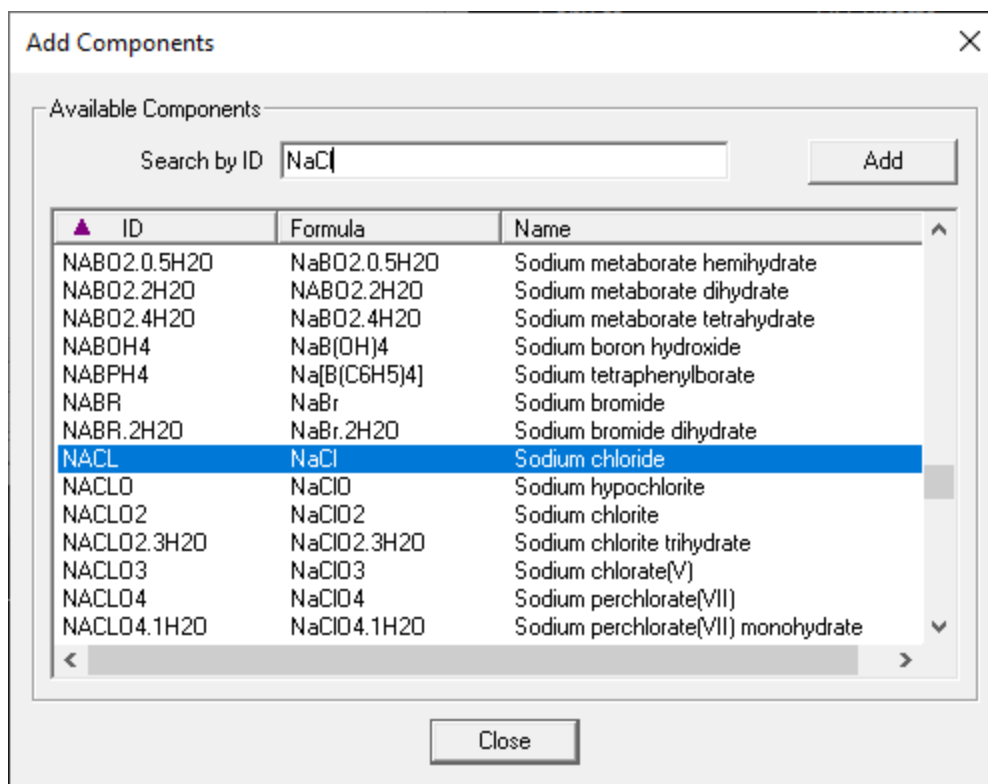 Add Components
Available Components
Search by ID NaCl Add
ID Formula Name
NABO2.0.5H2O NaBO2.0.5H2O Sodium metaborate hemihydrate
NABO2.2H2O NABO2.2H2O Sodium metaborate dihydrate
NABO2.4H2O NaBO2.4H2O Sodium metaborate tetrahydrate
NABOH4 NaB(OH)4 Sodium boron hydroxide
NABPH4 Na[B(C6H5)4] Sodium tetraphenylborate
NABR NaBr Sodium bromide
NABR.2H2O NaBr.2H2O Sodium bromide dihydrate
NACL NaCl Sodium chloride
NACLO NaClO Sodium hypochlorite
NACLO2 NaClO2 Sodium chlorite
NACLO2.3H2O NaClO2.3H2O Sodium chlorite trihydrate
NACLO3 NaClO3 Sodium chlorate(V)
NACLO4 NaClO4 Sodium perchlorate(VII)
NACLO4.1H2O NaClO4.1H2O Sodium perchlorate(VII) monohydrate
Close